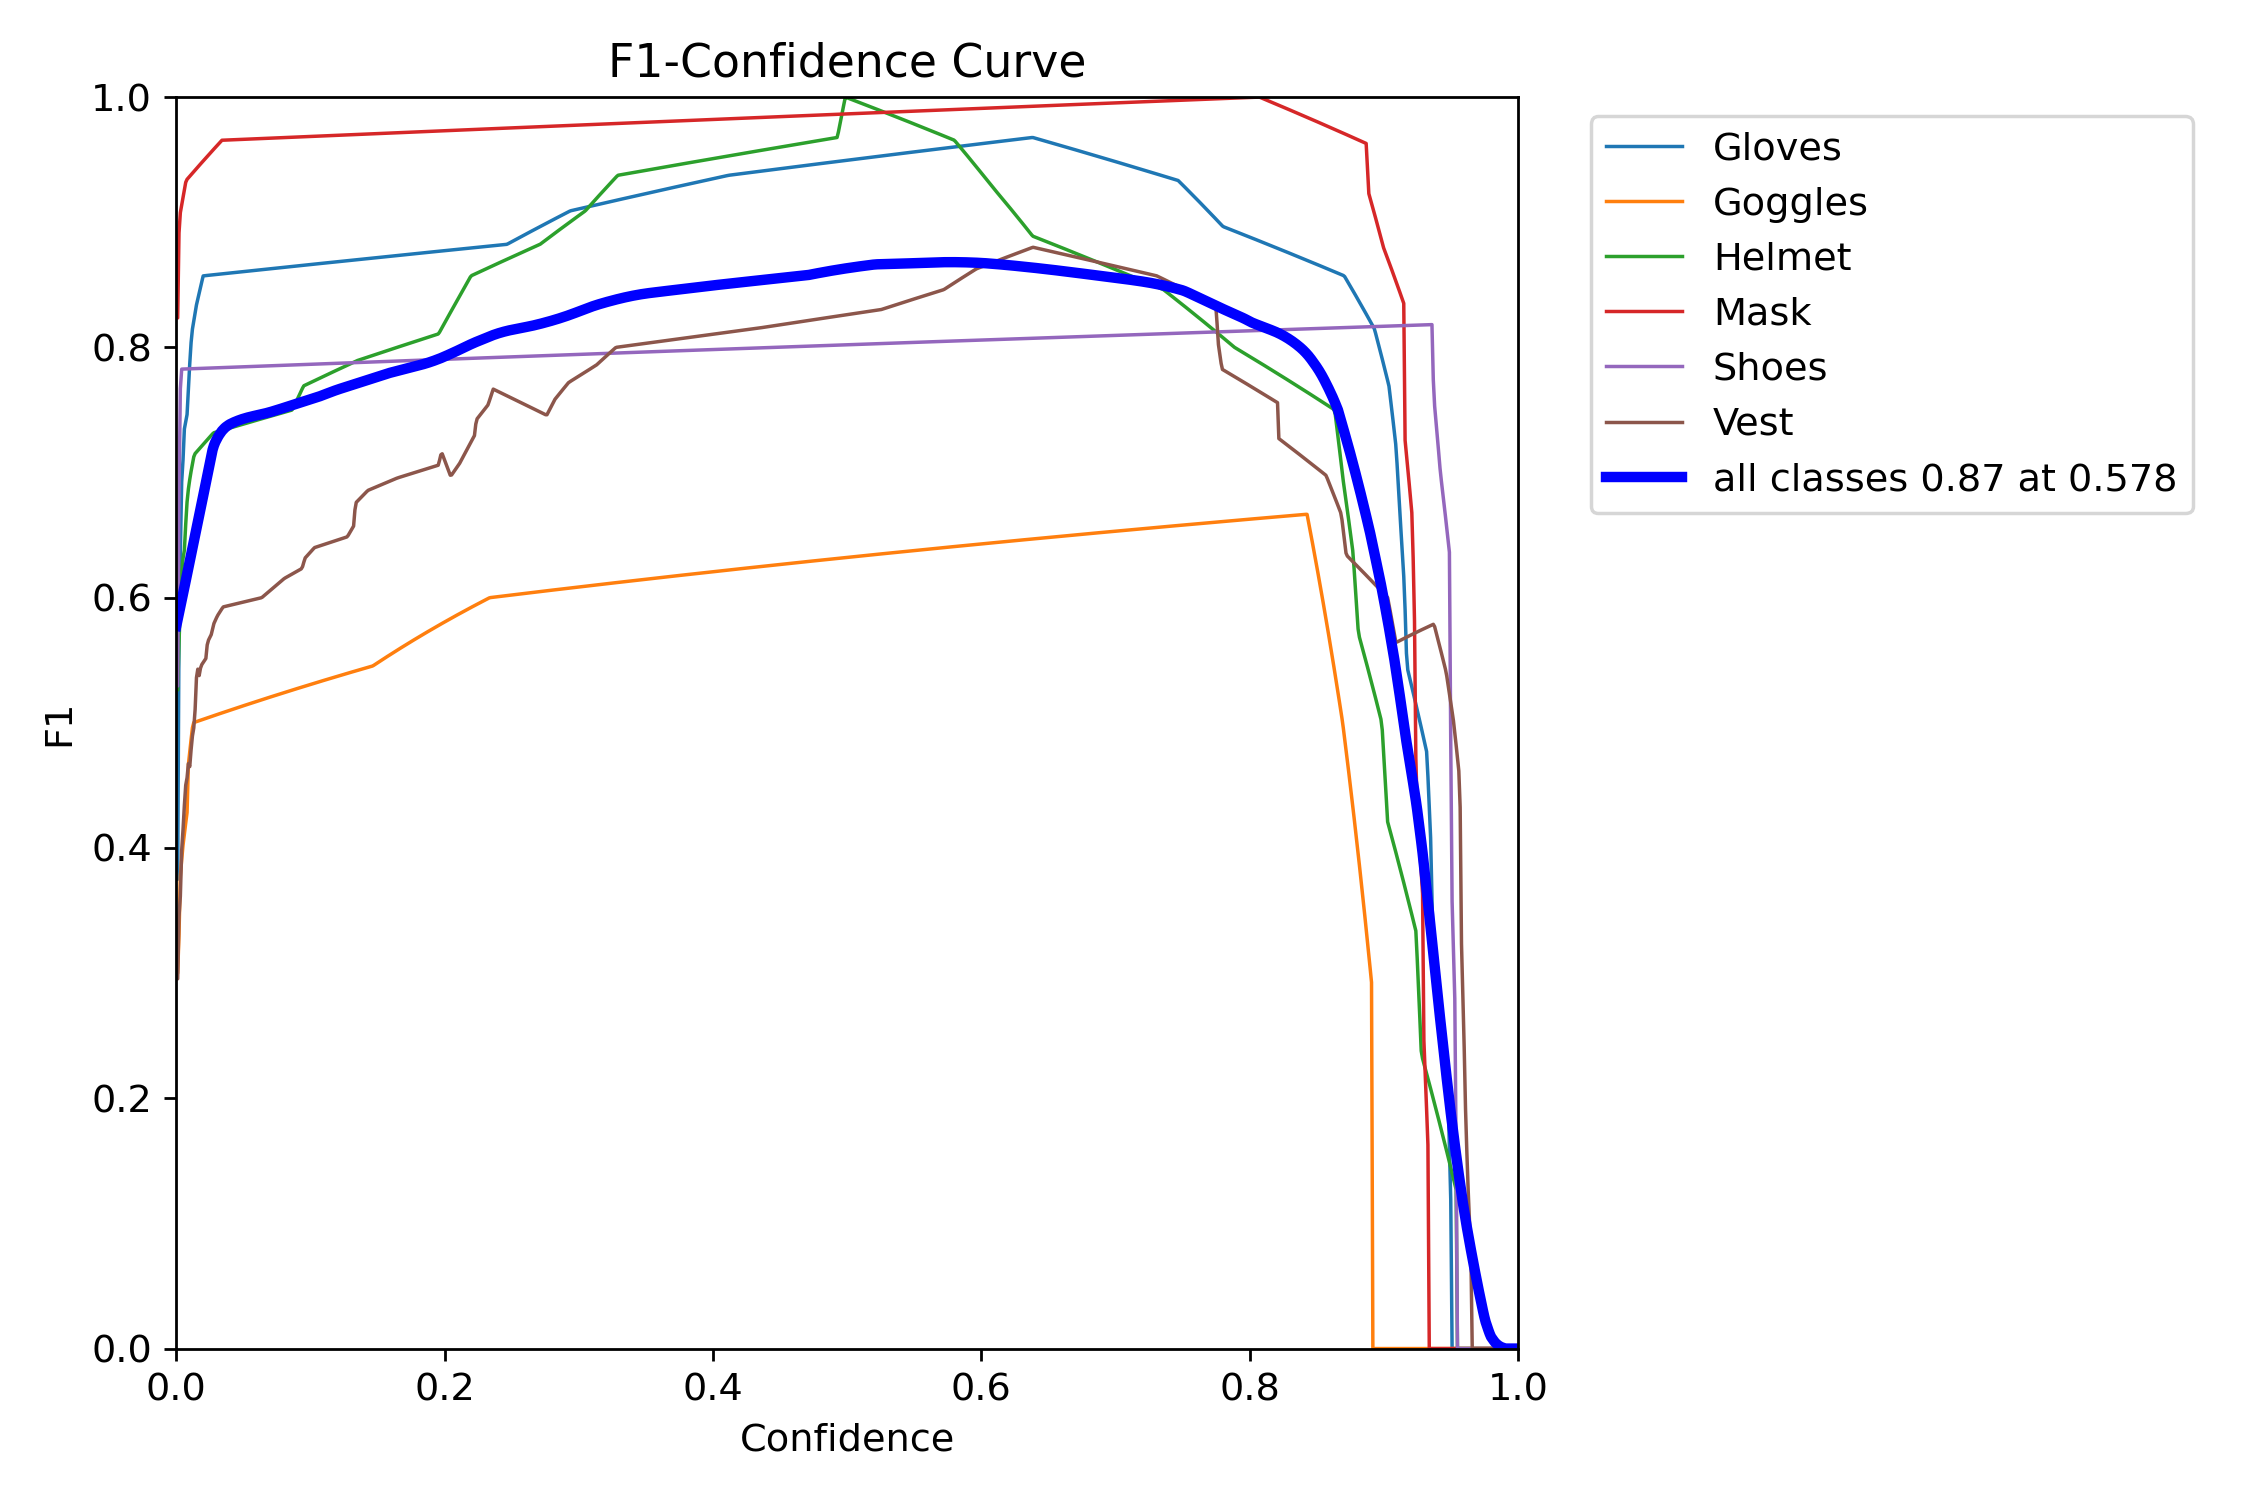 F1-Confidence Curve
1.0
0.8
0.6
0.4
0.2
0.0
F1
0.0 0.2 0.4 0.6 0.8 1.0
Confidence
Gloves
Goggles
Helmet
Mask
Shoes
Vest
all classes 0.87 at 0.578